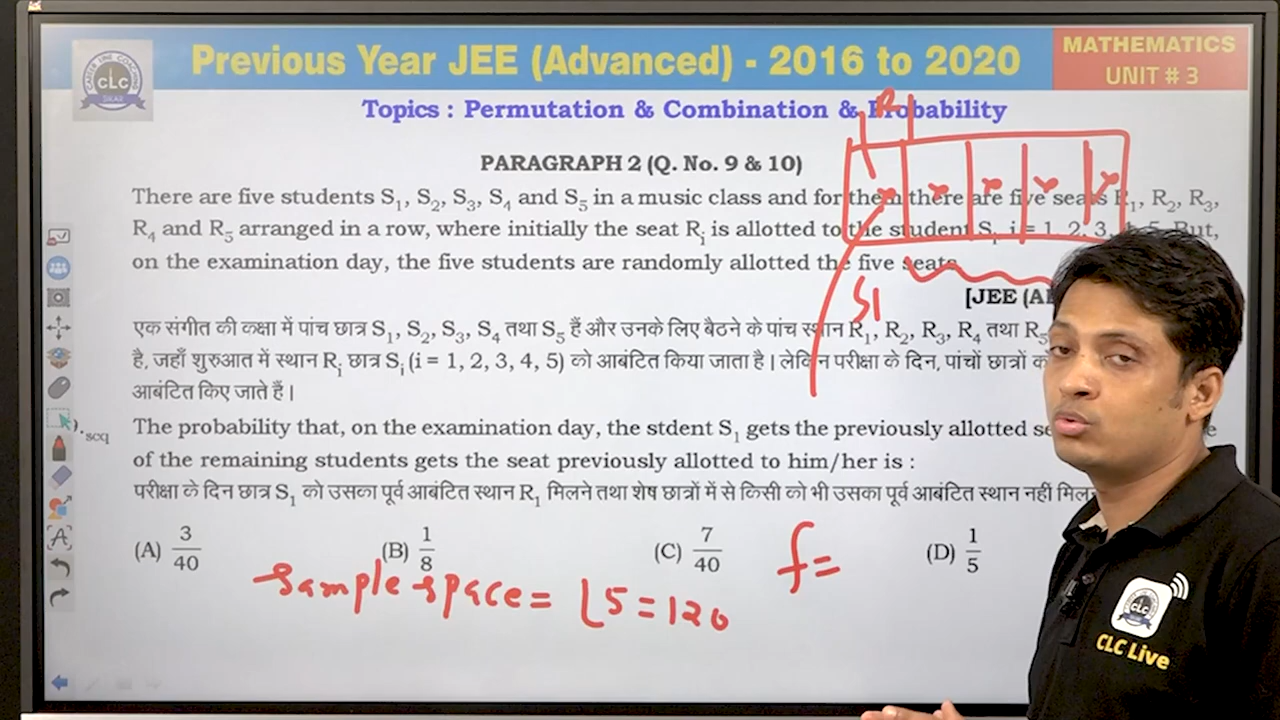 Previous Year JEE (Advanced) - 2016 to 2020
MATHEMATICS
UNIT # 3
CLC
SIKAR
Topics : Permutation & Combination & Probability
R1
PARAGRAPH 2 (Q. No. 9 & 10)
There are five students S1, S2, S3, S4 and S5 in a music class and for them there are five seats R1, R2, R3,
R4 and R5 arranged in a row, where initially the seat Ri is allotted to the student Si, i = 1, 2, 3, 4, 5. But,
on the examination day, the five students are randomly allotted the five seats.
[JEE (A
S1
एक संगीत की कक्षा में पांच छात्र S1, S2, S3, S4 तथा S5 हैं और उनके लिए बैठने के पांच स्थान R1, R2, R3, R4 तथा R5
है, जहाँ शुरुआत में स्थान Ri छात्र Si (i = 1, 2, 3, 4, 5) को आबंटित किया जाता है। लेकिन परीक्षा के दिन, पांचों छात्रों को
आबंटित किए जाते हैं।
9.scq The probability that, on the examination day, the stdent S1 gets the previously allotted se
of the remaining students gets the seat previously allotted to him/her is :
परीक्षा के दिन छात्र S1 को उसका पूर्व आबंटित स्थान R1 मिलने तथा शेष छात्रों में से किसी को भी उसका पूर्व आबंटित स्थान नहीं
(A) 3/40 (B) 1/8 (C) 7/40 (D) 1/5
f=
Sample space = ⌊5 = 120
CLC Live